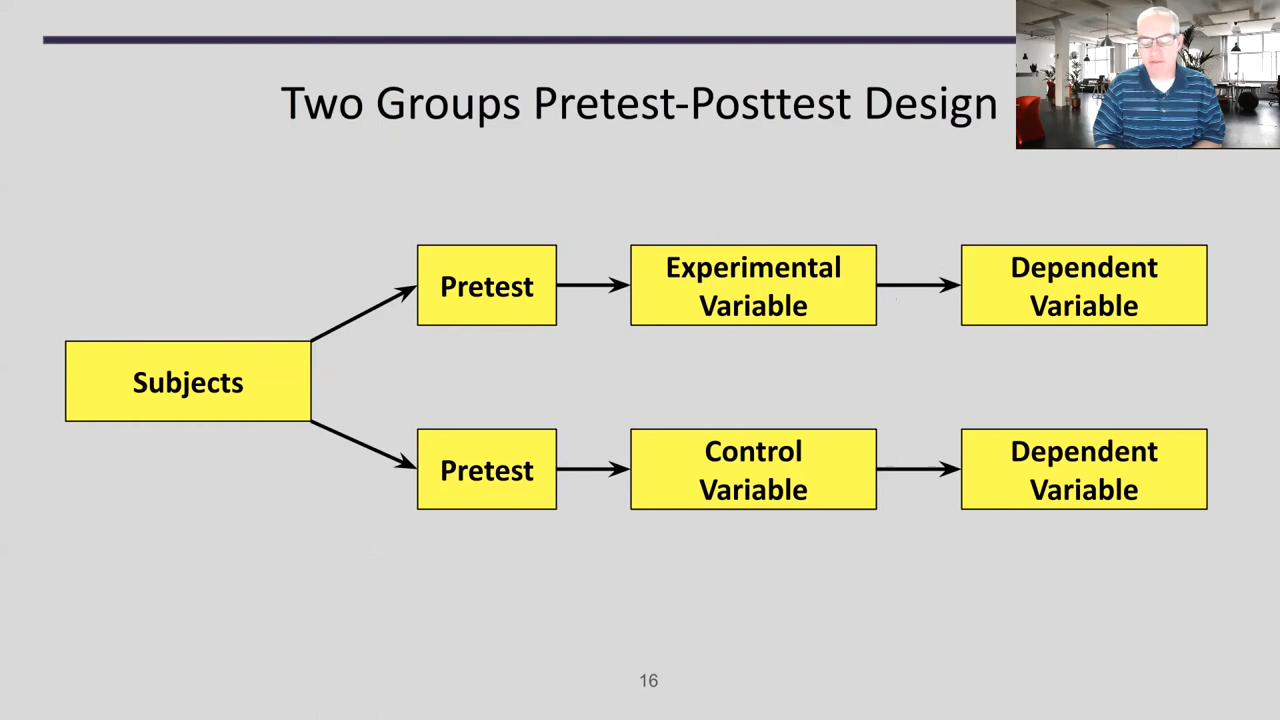 Two Groups Pretest-Posttest Design
Pretest
Experimental
Variable
Dependent
Variable
Subjects
Pretest
Control
Variable
Dependent
Variable
16